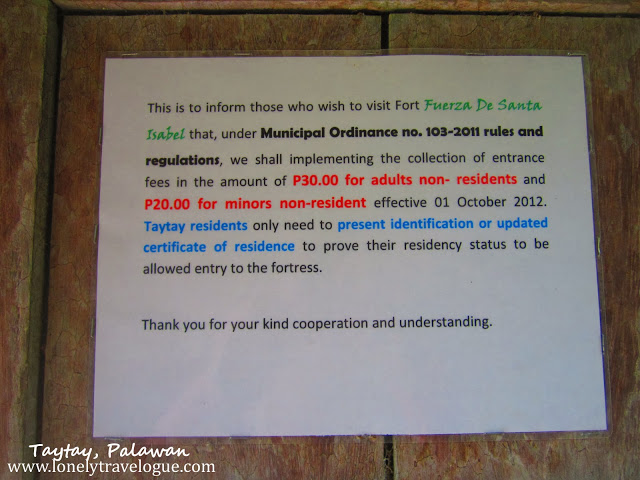 This is to inform those who wish to visit Fort Fuerza De Santa
Isabel that, under Municipal Ordinance no. 103-2011 rules and
regulations, we shall implementing the collection of entrance
fees in the amount of P30.00 for adults non- residents and
P20.00 for minors non-resident effective 01 October 2012.
Taytay residents only need to present identification or updated
certificate of residence to prove their residency status to be
allowed entry to the fortress.
Thank you for your kind cooperation and understanding.
Taytay, Palawan
www.lonelytravelogue.com